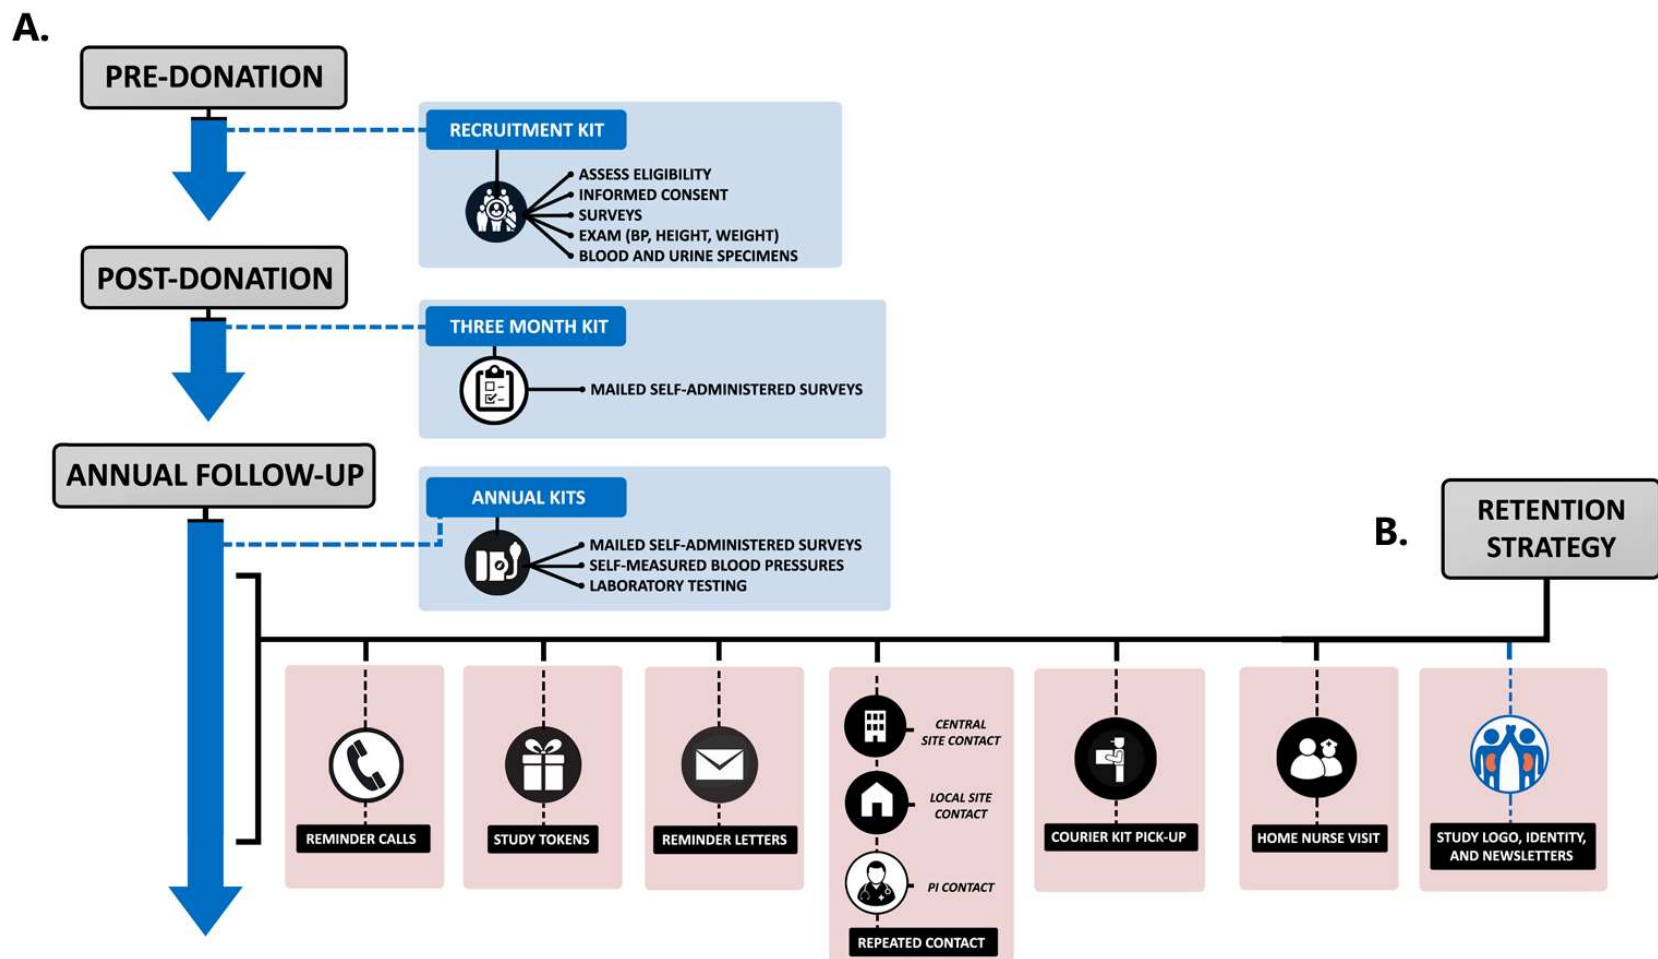 A.
PRE-DONATION
RECRUITMENT KIT
ASSESS ELIGIBILITY
INFORMED CONSENT
SURVEYS
EXAM (BP, HEIGHT, WEIGHT)
BLOOD AND URINE SPECIMENS
POST-DONATION
THREE MONTH KIT
MAILED SELF-ADMINISTERED SURVEYS
ANNUAL FOLLOW-UP
ANNUAL KITS
MAILED SELF-ADMINISTERED SURVEYS
SELF-MEASURED BLOOD PRESSURES
LABORATORY TESTING
B.
RETENTION
STRATEGY
REMINDER CALLS
STUDY TOKENS
REMINDER LETTERS
CENTRAL
SITE CONTACT
LOCAL SITE
CONTACT
PI CONTACT
REPEATED CONTACT
COURIER KIT PICK-UP
HOME NURSE VISIT
STUDY LOGO, IDENTITY,
AND NEWSLETTERS